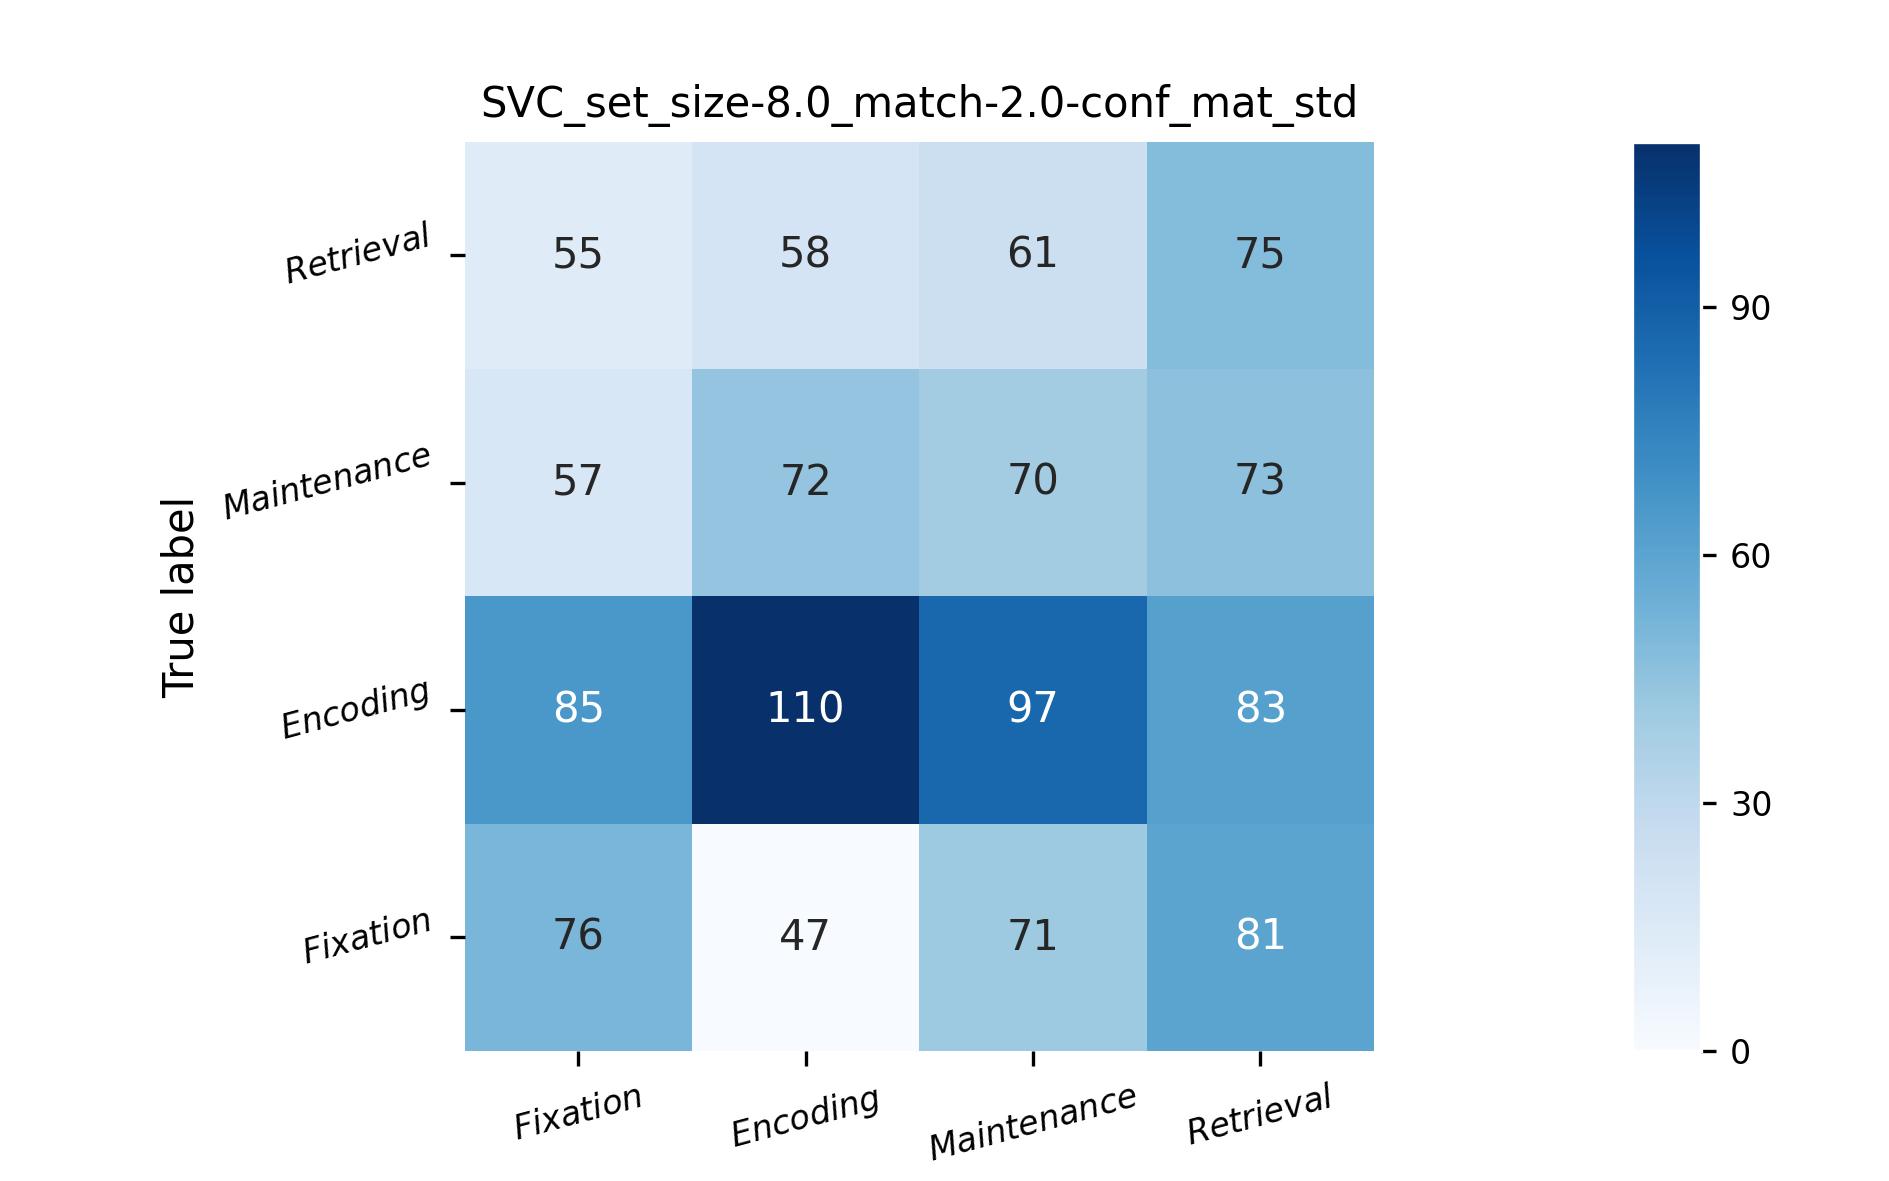 SVC_set_size-8.0_match-2.0-conf_mat_std
True label
Retrieval
55 58 61 75
Maintenance
57 72 70 73
Encoding
85 110 97 83
Fixation
76 47 71 81
Fixation Encoding Maintenance Retrieval
90
60
30
0